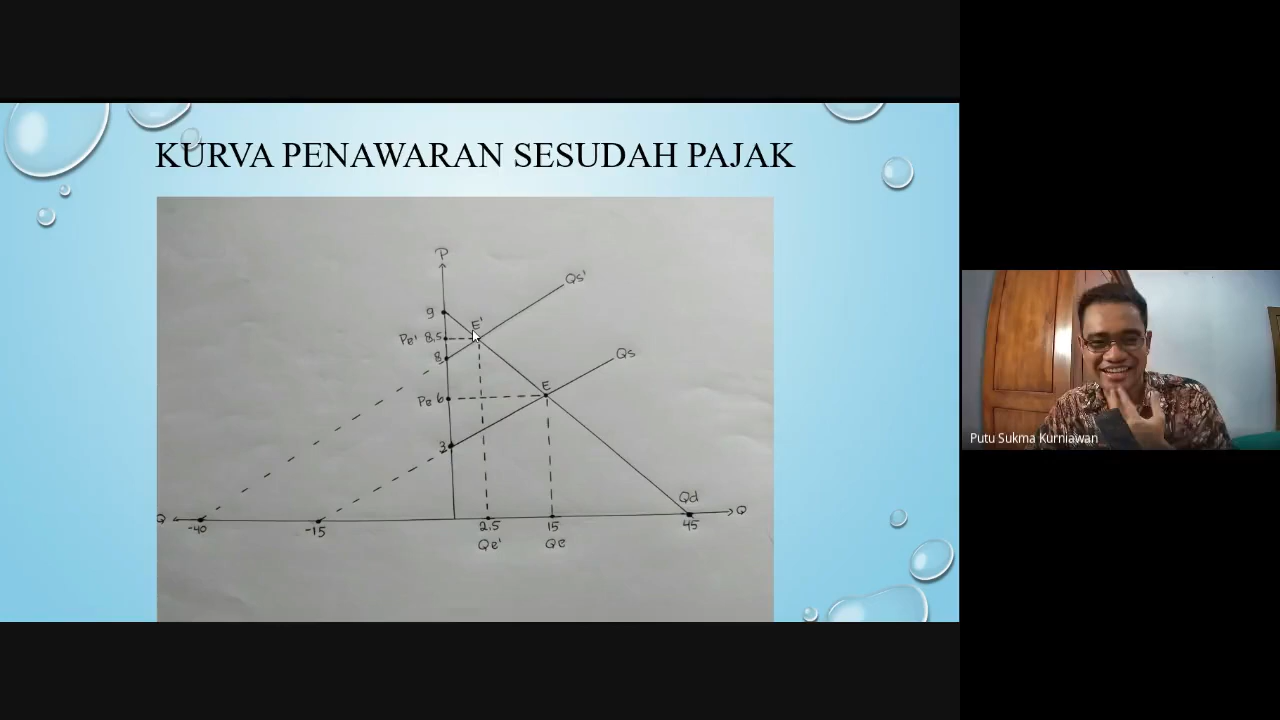 KURVA PENAWARAN SESUDAH PAJAK
P
Qs'
9
E'
Pe' 8,5
8
Qs
E
Pe 6
3
Qd
Q
Q
-40
-15
2,5
15
45
Qe'
Qe
Putu Sukma Kurniawan